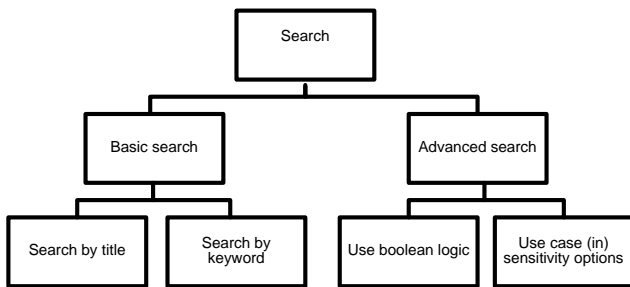 Search
Basic search
Advanced search
Search by title
Search by
keyword
Use boolean logic
Use case (in)
sensitivity options